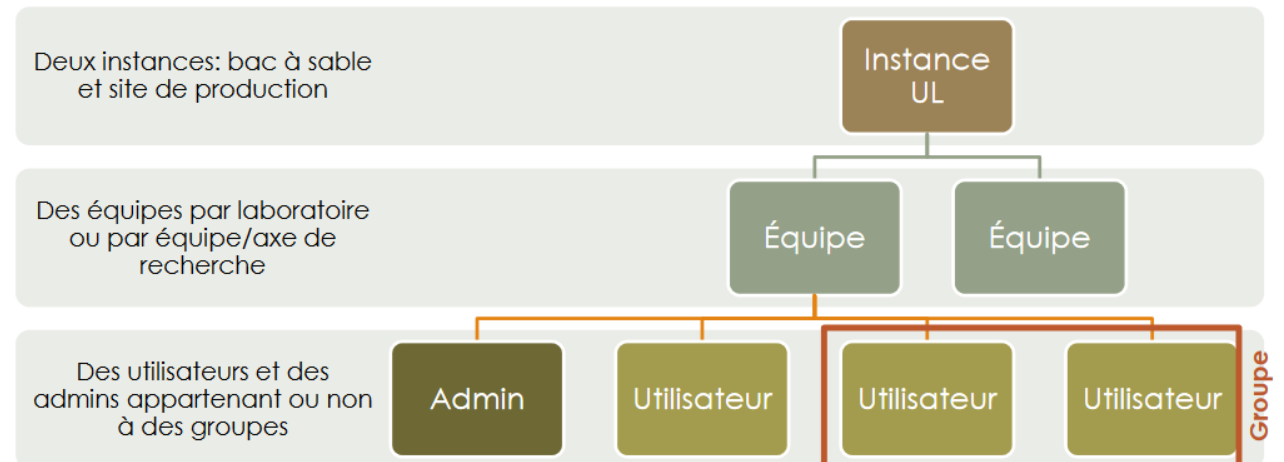 Deux instances: bac à sable
et site de production
Instance
UL
Des équipes par laboratoire
ou par équipe/axe de
recherche
Équipe
Équipe
Des utilisateurs et des
admins appartenant ou non
à des groupes
Admin
Utilisateur
Utilisateur
Utilisateur
Groupe